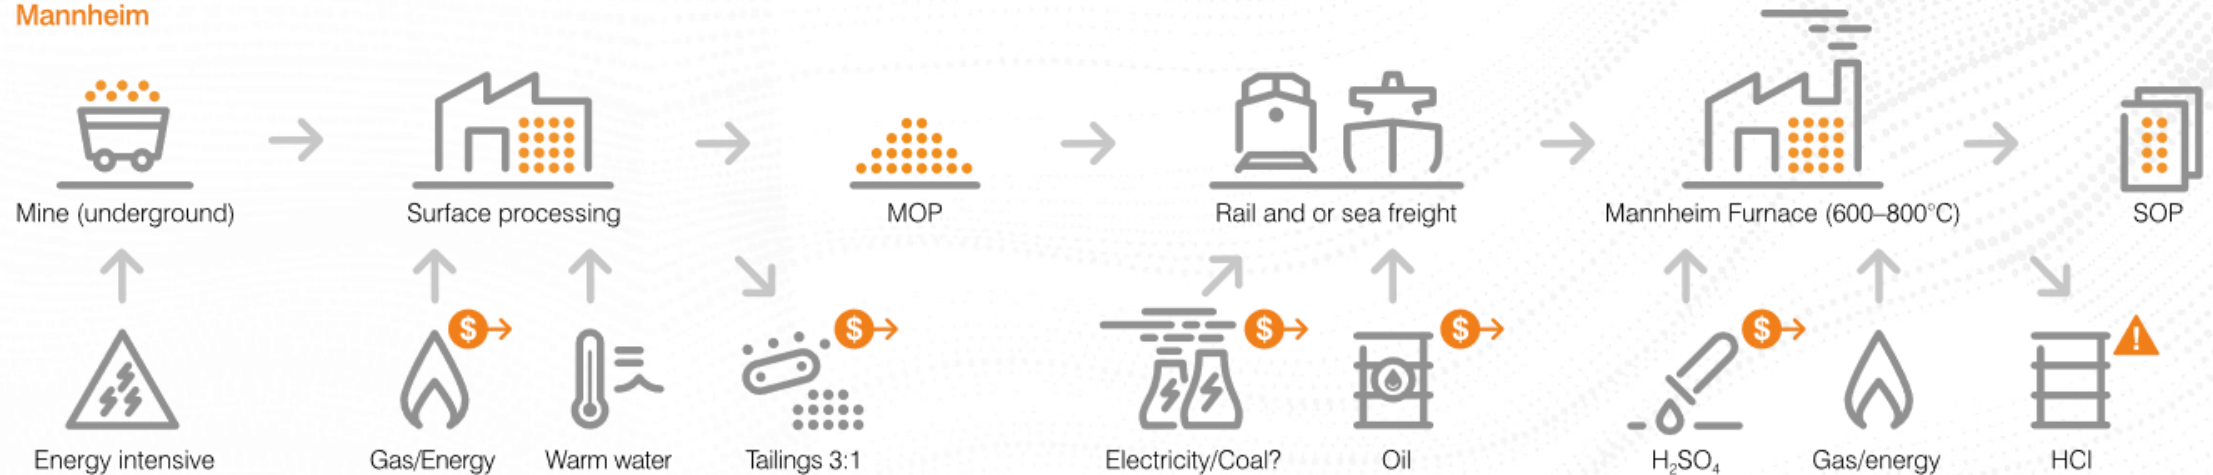 Mannheim
Mine (underground)
Surface processing
MOP
Rail and or sea freight
Mannheim Furnace (600–800°C)
SOP
$
$
$
$
$
!
Energy intensive
Gas/Energy
Warm water
Tailings 3:1
Electricity/Coal?
Oil
H₂SO₄
Gas/energy
HCl